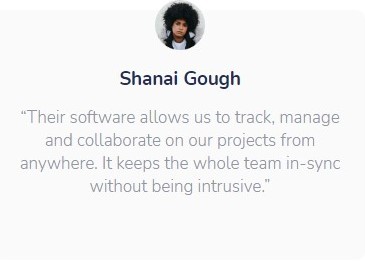 Shanai Gough
“Their software allows us to track, manage
and collaborate on our projects from
anywhere. It keeps the whole team in-sync
without being intrusive.”